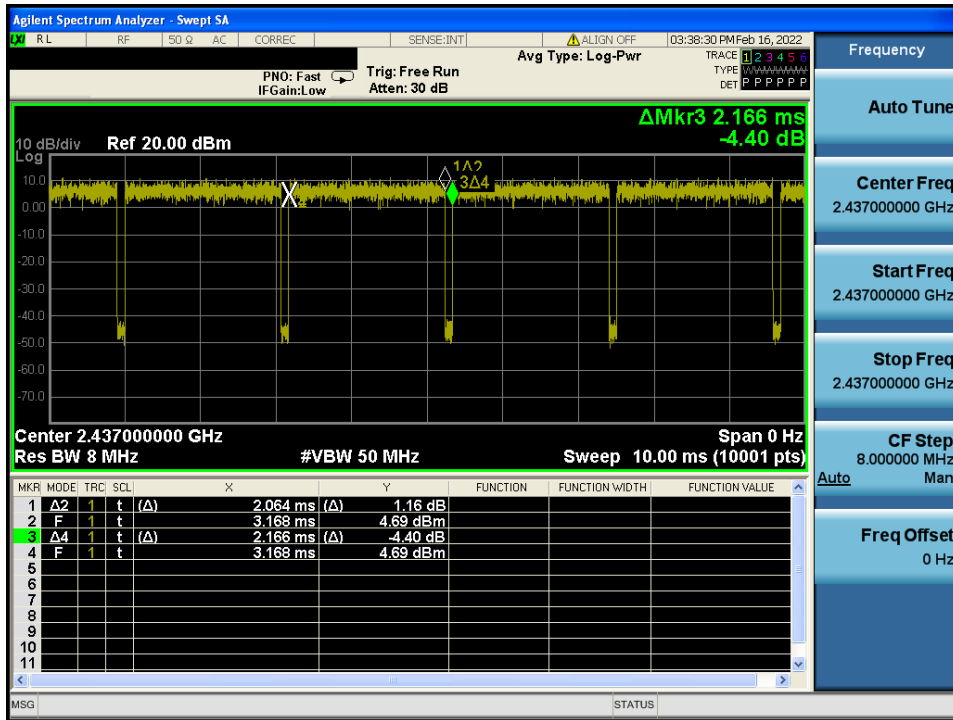 Agilent Spectrum Analyzer - Swept SA
LXI RL RF 50 Ω AC CORREC SENSE:INT ALIGN OFF 03:38:30 PM Feb 16, 2022
PNO: Fast
IFGain:Low
Trig: Free Run
Atten: 30 dB
Avg Type: Log-Pwr
TRACE 1 2 3 4 5 6
TYPE
DET P P P P P P
ΔMkr3 2.166 ms
-4.40 dB
10 dB/div Ref 20.00 dBm
Log
10.0
0.00
-10.0
-20.0
-30.0
-40.0
-50.0
-60.0
-70.0
1Δ2
3Δ4
Center 2.437000000 GHz Span 0 Hz
Res BW 8 MHz #VBW 50 MHz Sweep 10.00 ms (10001 pts)
MKR MODE TRC SCL X Y FUNCTION FUNCTION WIDTH FUNCTION VALUE
1 Δ2 1 t (Δ) 2.064 ms (Δ) 1.16 dB
2 F 1 t 3.168 ms 4.69 dBm
3 Δ4 1 t (Δ) 2.166 ms (Δ) -4.40 dB
4 F 1 t 3.168 ms 4.69 dBm
5
6
7
8
9
10
11
MSG STATUS
Frequency
Auto Tune
Center Freq
2.437000000 GHz
Start Freq
2.437000000 GHz
Stop Freq
2.437000000 GHz
CF Step
8.000000 MHz
Auto Man
Freq Offset
0 Hz